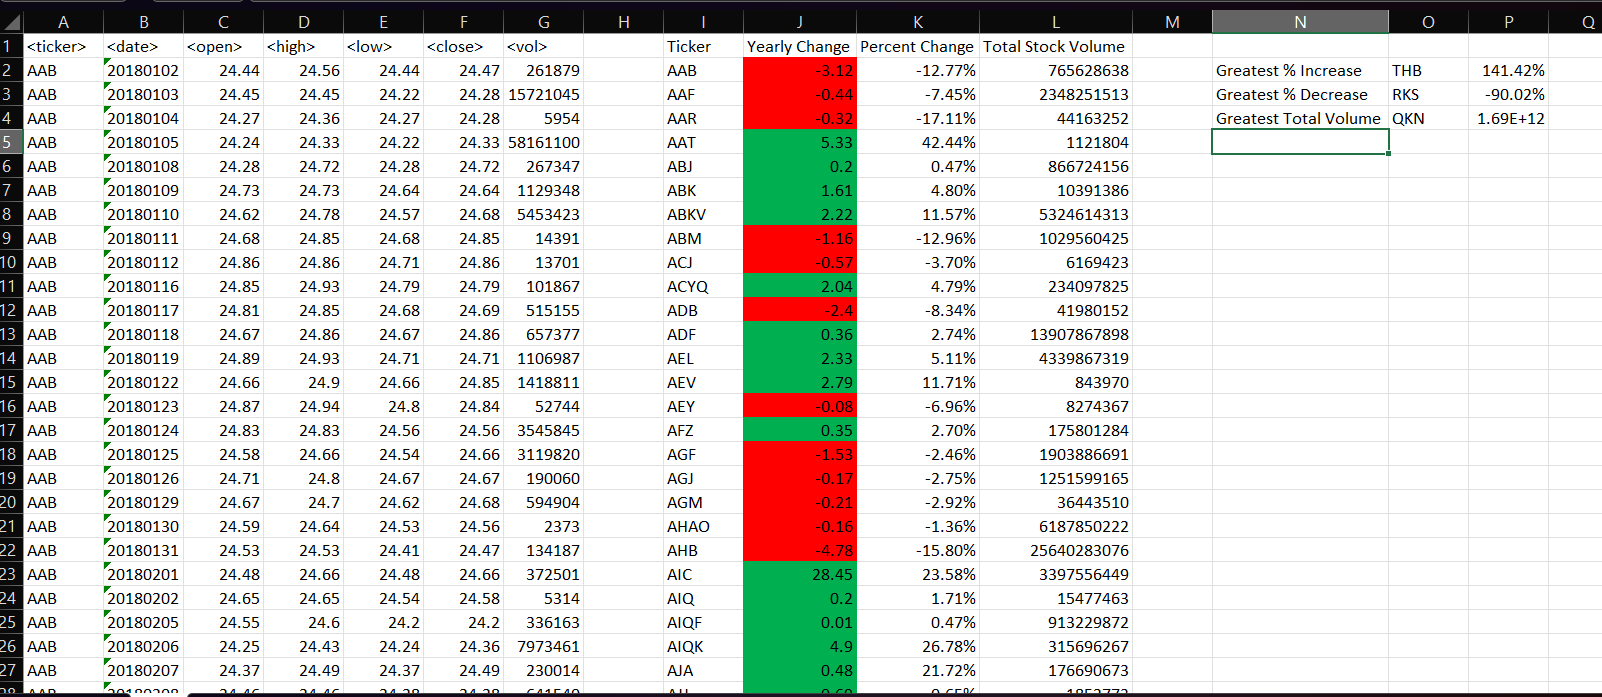 A B C D E F G H I J K L M N O P Q
1 <ticker> <date> <open> <high> <low> <close> <vol> Ticker Yearly Change Percent Change Total Stock Volume
2 AAB 20180102 24.44 24.56 24.44 24.47 261879 AAB -3.12 -12.77% 765628638 Greatest % Increase THB 141.42%
3 AAB 20180103 24.45 24.45 24.22 24.28 15721045 AAF -0.44 -7.45% 2348251513 Greatest % Decrease RKS -90.02%
4 AAB 20180104 24.27 24.36 24.27 24.28 5954 AAR -0.32 -17.11% 44163252 Greatest Total Volume QKN 1.69E+12
5 AAB 20180105 24.24 24.33 24.22 24.33 58161100 AAT 5.33 42.44% 1121804
6 AAB 20180108 24.28 24.72 24.28 24.72 267347 ABJ 0.2 0.47% 866724156
7 AAB 20180109 24.73 24.73 24.64 24.64 1129348 ABK 1.61 4.80% 10391386
8 AAB 20180110 24.62 24.78 24.57 24.68 5453423 ABKV 2.22 11.57% 5324614313
9 AAB 20180111 24.68 24.85 24.68 24.85 14391 ABM -1.16 -12.96% 1029560425
10 AAB 20180112 24.86 24.86 24.71 24.86 13701 ACJ -0.57 -3.70% 6169423
11 AAB 20180116 24.85 24.93 24.79 24.79 101867 ACYQ 2.04 4.79% 234097825
12 AAB 20180117 24.81 24.85 24.68 24.69 515155 ADB -2.4 -8.34% 41980152
13 AAB 20180118 24.67 24.86 24.67 24.86 657377 ADF 0.36 2.74% 13907867898
14 AAB 20180119 24.89 24.93 24.71 24.71 1106987 AEL 2.33 5.11% 4339867319
15 AAB 20180122 24.66 24.9 24.66 24.85 1418811 AEV 2.79 11.71% 843970
16 AAB 20180123 24.87 24.94 24.8 24.84 52744 AEY -0.08 -6.96% 8274367
17 AAB 20180124 24.83 24.83 24.56 24.56 3545845 AFZ 0.35 2.70% 175801284
18 AAB 20180125 24.58 24.66 24.54 24.66 3119820 AGF -1.53 -2.46% 1903886691
19 AAB 20180126 24.71 24.8 24.67 24.67 190060 AGJ -0.17 -2.75% 1251599165
20 AAB 20180129 24.67 24.7 24.62 24.68 594904 AGM -0.21 -2.92% 36443510
21 AAB 20180130 24.59 24.64 24.53 24.56 2373 AHAO -0.16 -1.36% 6187850222
22 AAB 20180131 24.53 24.53 24.41 24.47 134187 AHB -4.78 -15.80% 25640283076
23 AAB 20180201 24.48 24.66 24.48 24.66 372501 AIC 28.45 23.58% 3397556449
24 AAB 20180202 24.65 24.65 24.54 24.58 5314 AIQ 0.2 1.71% 15477463
25 AAB 20180205 24.55 24.6 24.2 24.2 336163 AIQF 0.01 0.47% 913229872
26 AAB 20180206 24.25 24.43 24.24 24.36 7973461 AIQK 4.9 26.78% 315696267
27 AAB 20180207 24.37 24.49 24.37 24.49 230014 AJA 0.48 21.72% 176690673